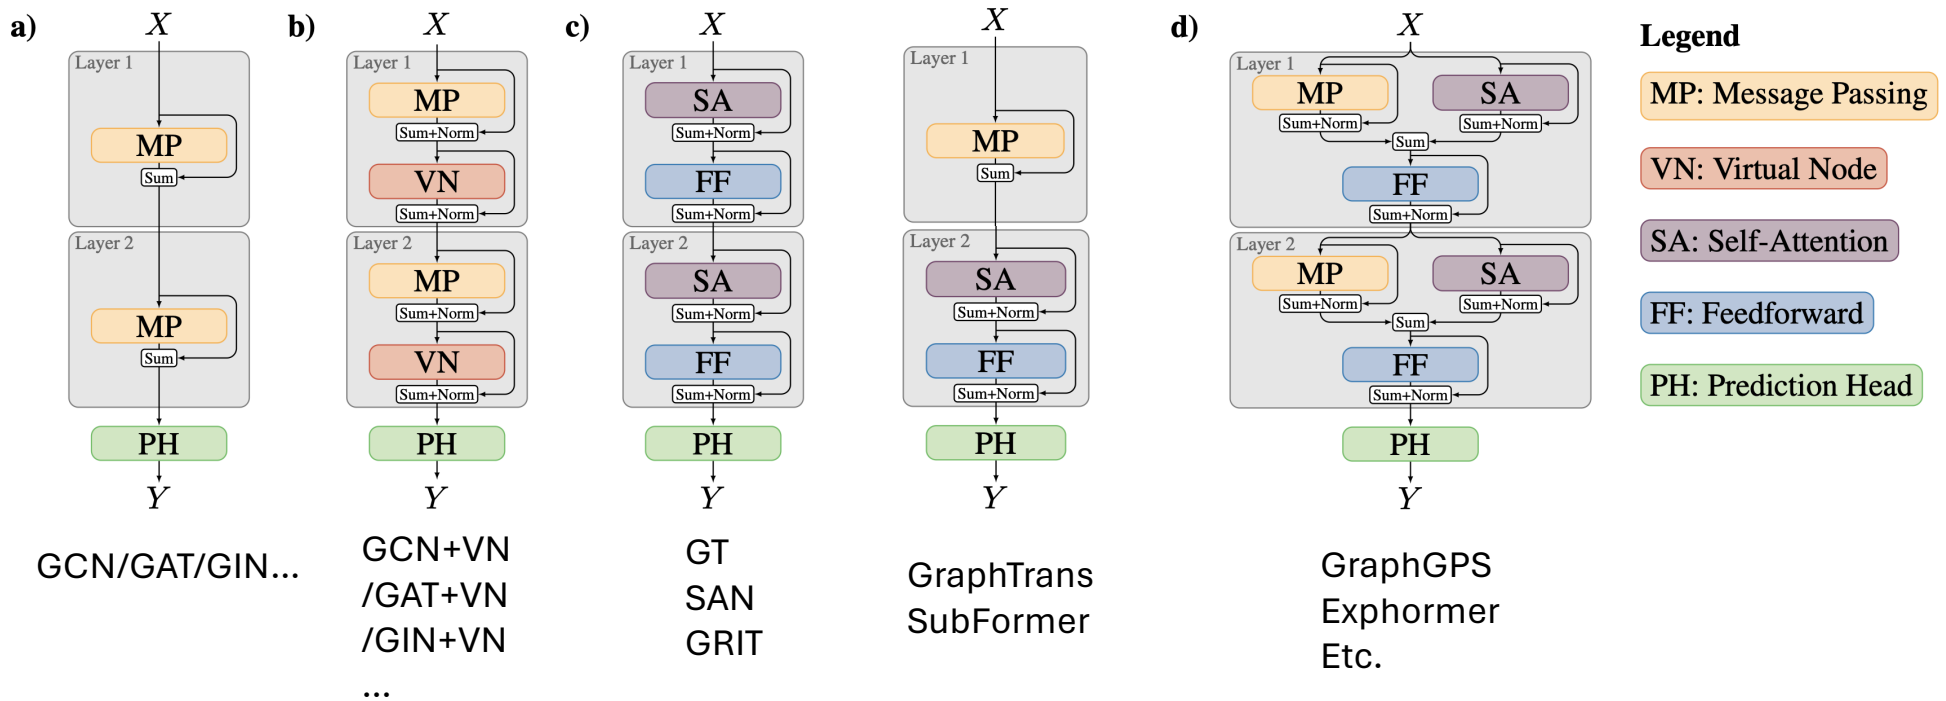 a)
X
Layer 1
MP
Sum
Layer 2
MP
Sum
PH
Y
GCN/GAT/GIN...
b)
X
Layer 1
MP
Sum+Norm
VN
Sum+Norm
Layer 2
MP
Sum+Norm
VN
Sum+Norm
PH
Y
GCN+VN
/GAT+VN
/GIN+VN
...
c)
X
Layer 1
SA
Sum+Norm
FF
Sum+Norm
Layer 2
SA
Sum+Norm
FF
Sum+Norm
PH
Y
GT
SAN
GRIT
X
Layer 1
MP
Sum
Layer 2
SA
Sum+Norm
FF
Sum+Norm
PH
Y
GraphTrans
SubFormer
d)
X
Layer 1
MP
SA
Sum+Norm
Sum+Norm
Sum
FF
Sum+Norm
Layer 2
MP
SA
Sum+Norm
Sum+Norm
Sum
FF
Sum+Norm
PH
Y
GraphGPS
Exphormer
Etc.
Legend
MP: Message Passing
VN: Virtual Node
SA: Self-Attention
FF: Feedforward
PH: Prediction Head